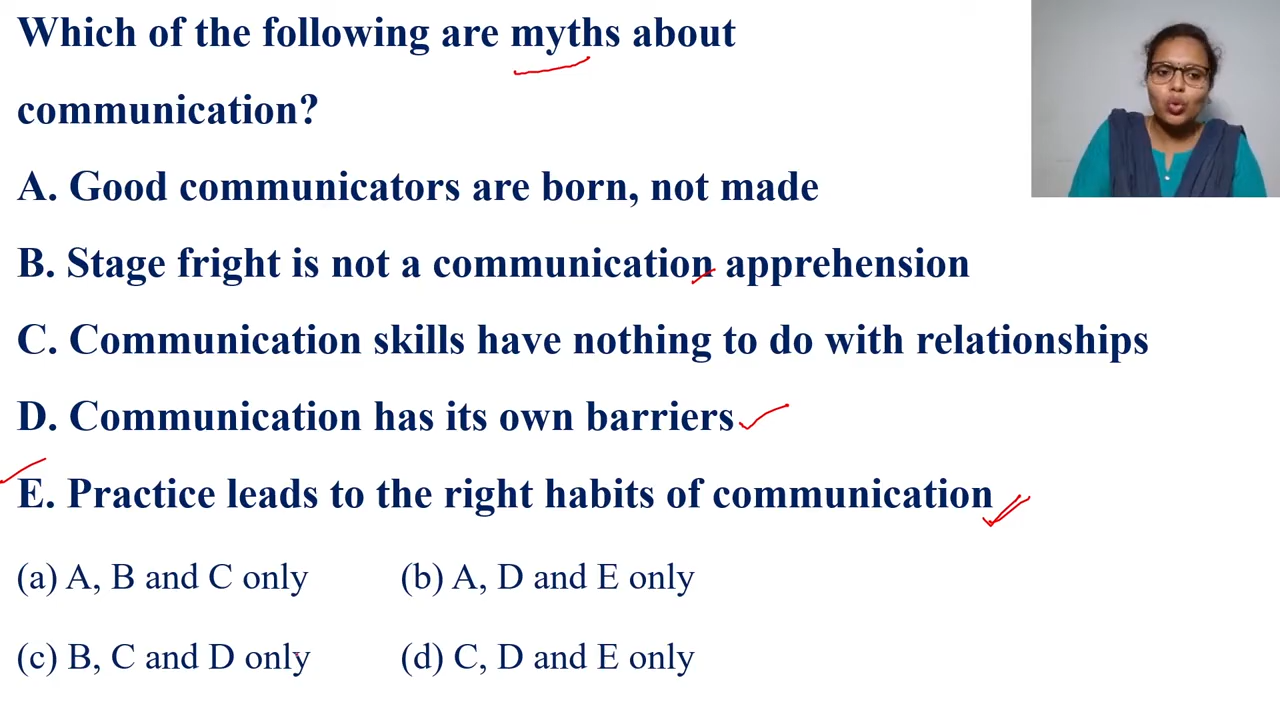 Which of the following are myths about
communication?
A. Good communicators are born, not made
B. Stage fright is not a communication apprehension
C. Communication skills have nothing to do with relationships
D. Communication has its own barriers
E. Practice leads to the right habits of communication
(a) A, B and C only (b) A, D and E only
(c) B, C and D only (d) C, D and E only